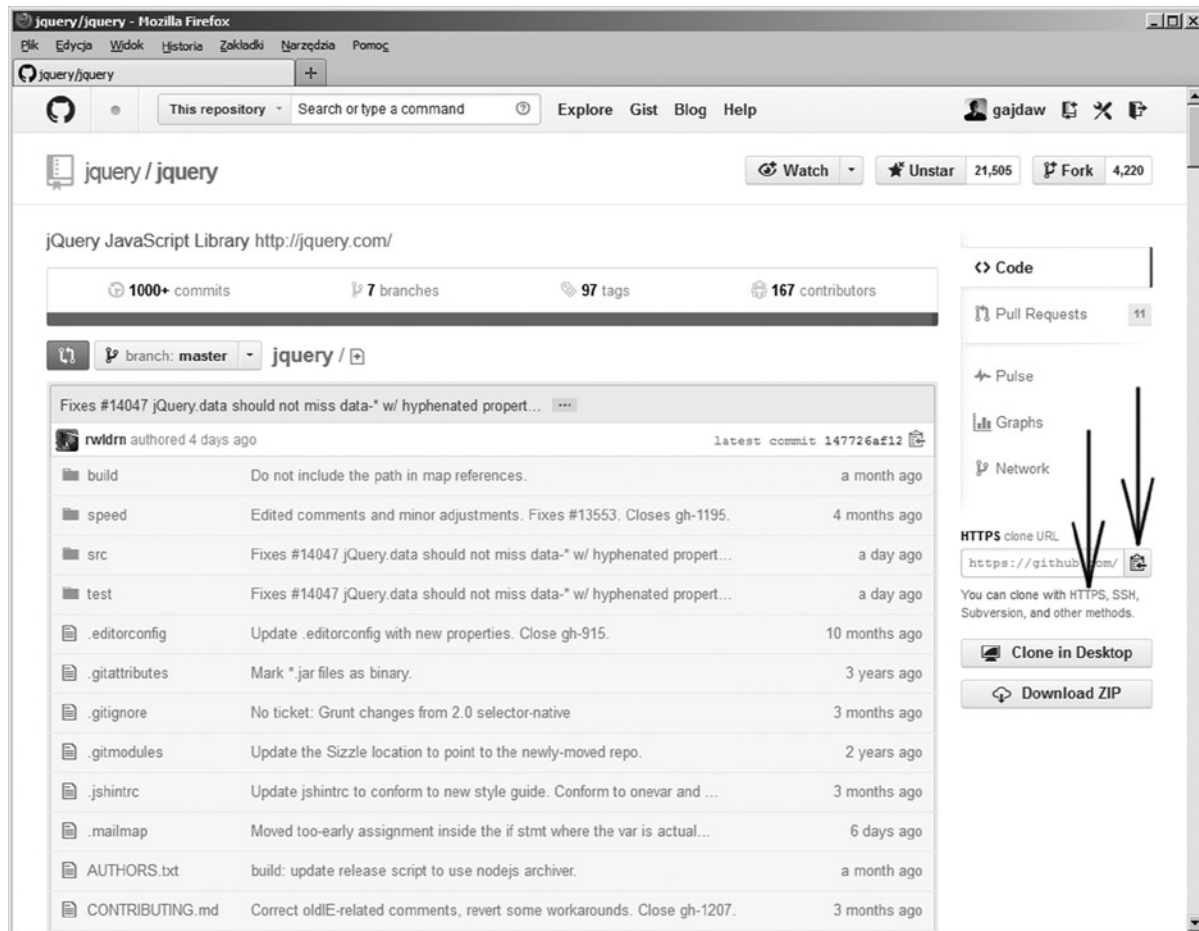 jquery/jquery - Mozilla Firefox
Plik Edycja Widok Historia Zakładki Narzędzia Pomoc
jquery/jquery
This repository Search or type a command Explore Gist Blog Help gajdaw
jquery / jquery Watch Unstar 21,505 Fork 4,220
jQuery JavaScript Library http://jquery.com/
1000+ commits 7 branches 97 tags 167 contributors
branch: master jquery /
Fixes #14047 jQuery.data should not miss data-* w/ hyphenated propert...
rwldrn authored 4 days ago latest commit 147726af12
build Do not include the path in map references. a month ago
speed Edited comments and minor adjustments. Fixes #13553. Closes gh-1195. 4 months ago
src Fixes #14047 jQuery.data should not miss data-* w/ hyphenated propert... a day ago
test Fixes #14047 jQuery.data should not miss data-* w/ hyphenated propert... a day ago
.editorconfig Update .editorconfig with new properties. Close gh-915. 10 months ago
.gitattributes Mark *.jar files as binary. 3 years ago
.gitignore No ticket: Grunt changes from 2.0 selector-native 3 months ago
.gitmodules Update the Sizzle location to point to the newly-moved repo. 2 years ago
.jshintrc Update jshintrc to conform to new style guide. Conform to onevar and ... 3 months ago
.mailmap Moved too-early assignment inside the if stmt where the var is actual... 6 days ago
AUTHORS.txt build: update release script to use nodejs archiver. a month ago
CONTRIBUTING.md Correct oldIE-related comments, revert some workarounds. Close gh-1207. 3 months ago
Code
Pull Requests 11
Pulse
Graphs
Network
HTTPS clone URL
https://github.com/
You can clone with HTTPS, SSH,
Subversion, and other methods.
Clone in Desktop
Download ZIP